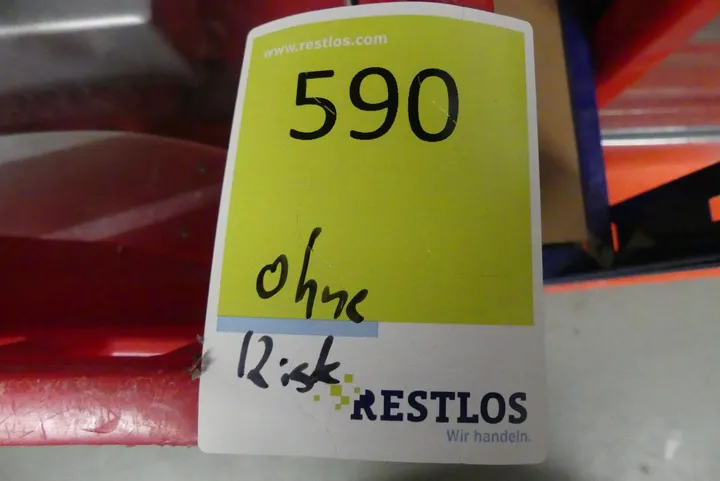 www.restlos.com
590
ohne
Risk
RESTLOS
Wir handeln.